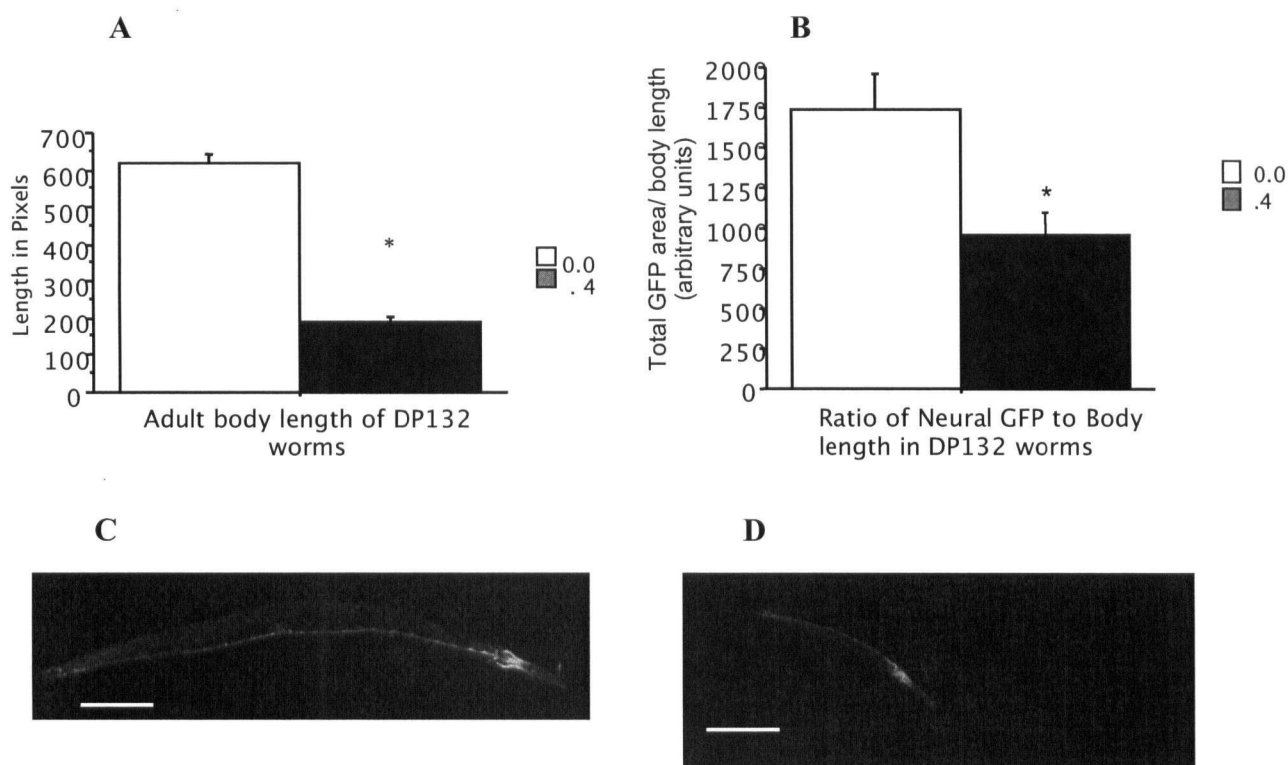 A
Length in Pixels
700
600
500
400
300
200
100
0
*
0.0
.4
Adult body length of DP132
worms
B
Total GFP area/ body length
(arbitrary units)
2000
1750
1500
1250
1000
750
500
250
0
*
0.0
.4
Ratio of Neural GFP to Body
length in DP132 worms
C
D